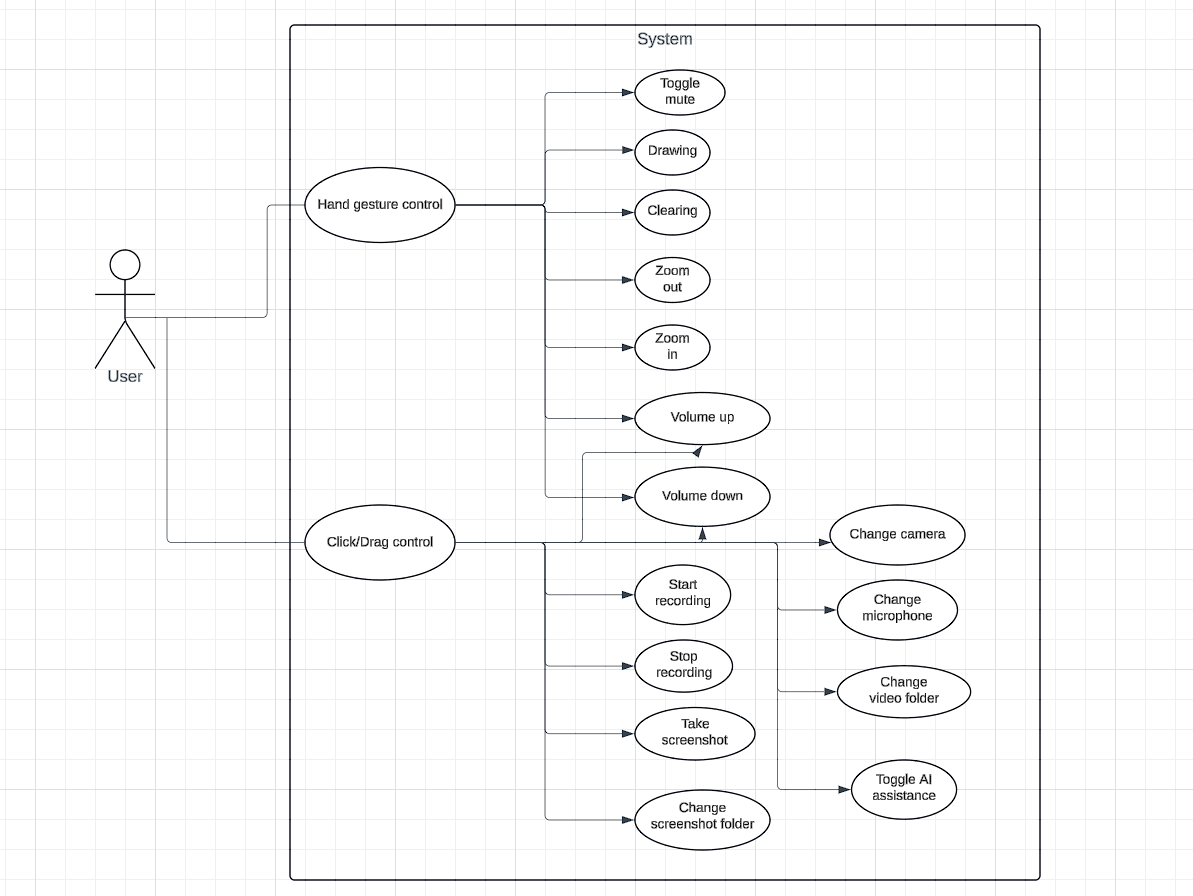 System
Toggle
mute
Drawing
Hand gesture control
Clearing
Zoom
out
Zoom
in
User
Volume up
Volume down
Click/Drag control
Change camera
Start
recording
Change
microphone
Stop
recording
Change
video folder
Take
screenshot
Toggle AI
assistance
Change
screenshot folder